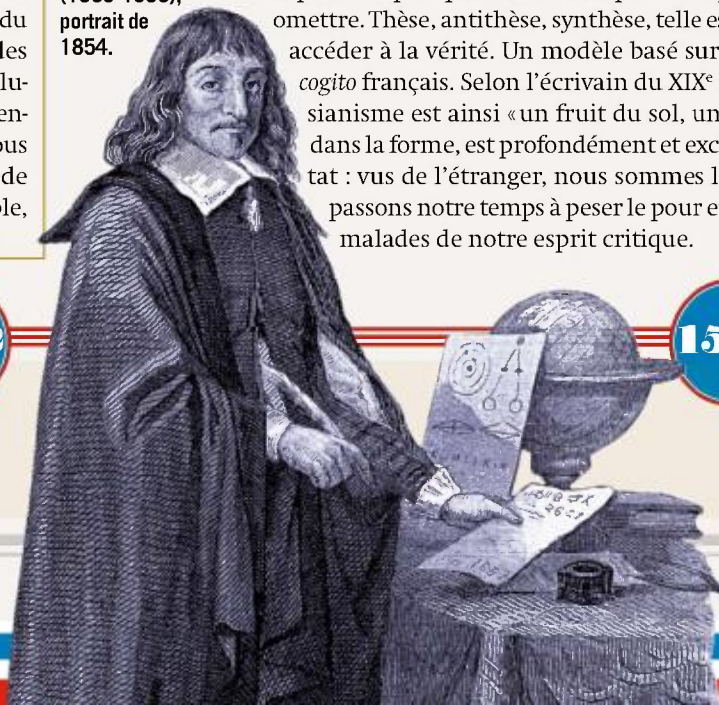 du
les
lu-
en-
ous
de
ole,
portrait de
1854.
omettre. Thèse, antithèse, synthèse, telle es
accéder à la vérité. Un modèle basé sur
cogito français. Selon l’écrivain du XIXe
sianisme est ainsi « un fruit du sol, un
dans la forme, est profondément et exc
tat : vus de l’étranger, nous sommes l
passons notre temps à peser le pour e
malades de notre esprit critique.
15